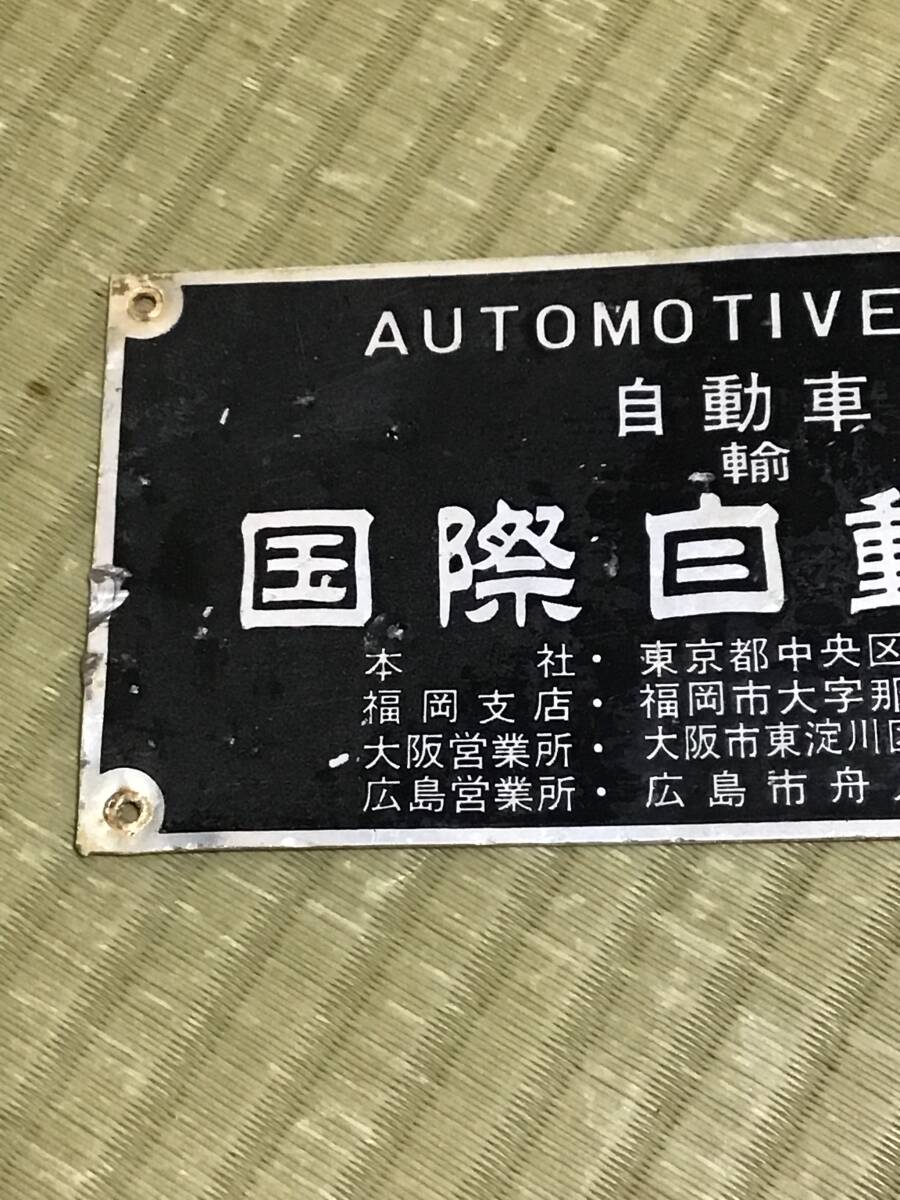 AUTOMOTIVE
自動車
輸
国際自動
本社・東京都中央区
福岡支店・福岡市大字那
大阪営業所・大阪市東淀川区
広島営業所・広島市舟